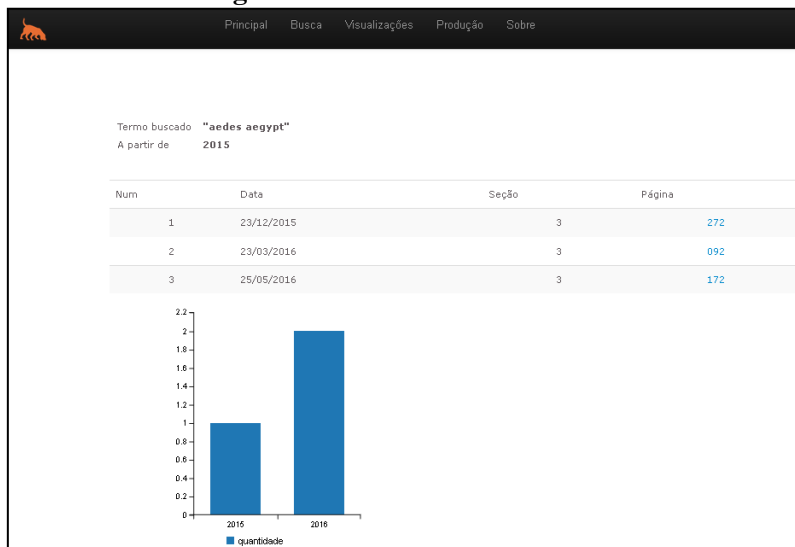 Principal Busca Visualizações Produção Sobre
Termo buscado "aedes aegypt"
A partir de 2015
Num Data Seção Página
1 23/12/2015 3 272
2 23/03/2016 3 092
3 25/05/2016 3 172
2.2
2
1.8
1.6
1.4
1.2
1
0.8
0.6
0.4
0.2
0
2015 2016
quantidade